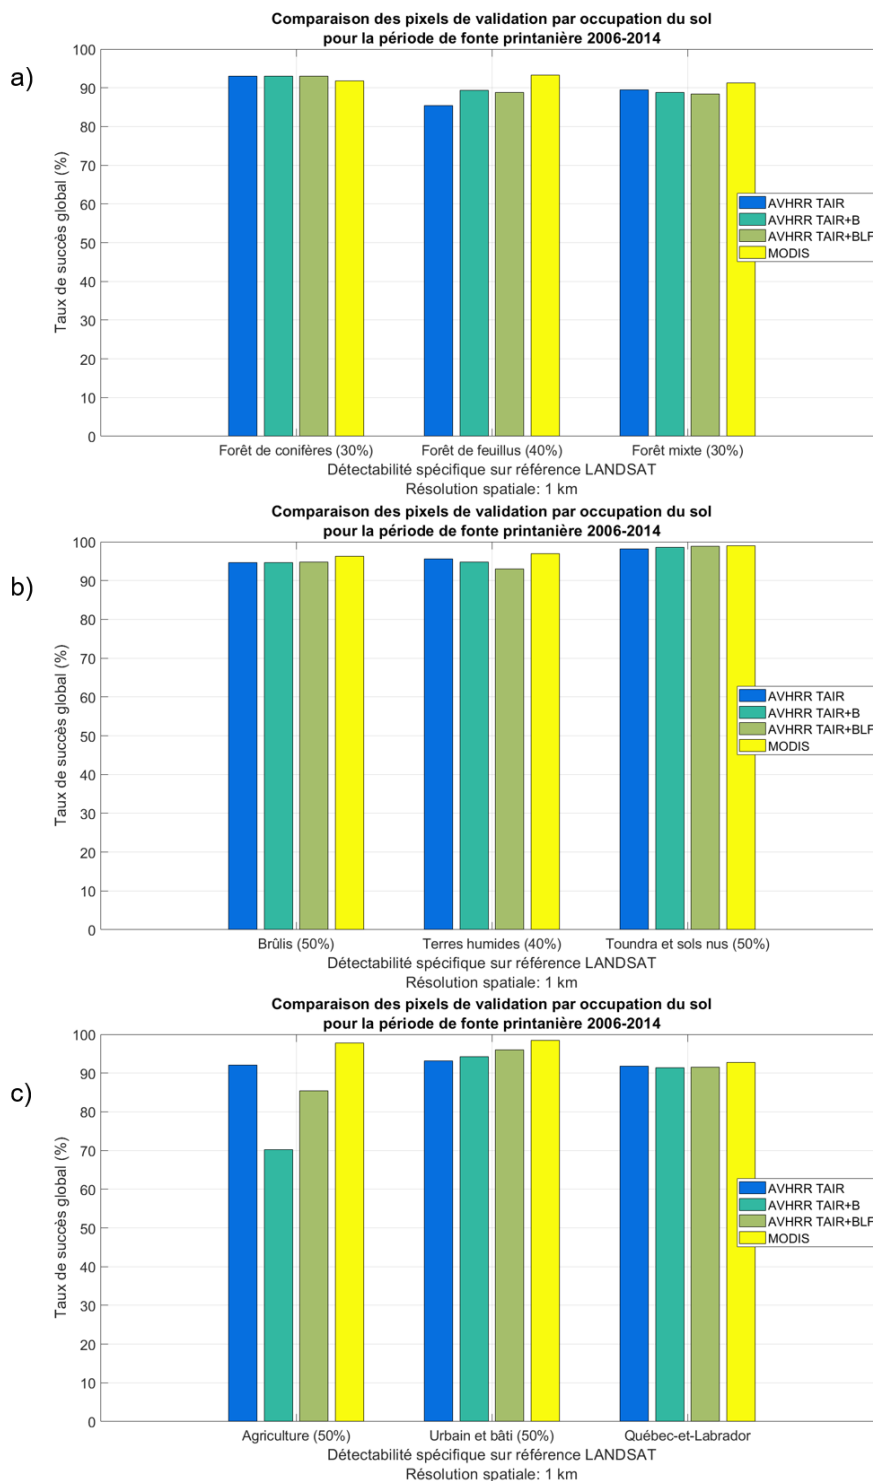 a)
Comparaison des pixels de validation par occupation du sol
pour la période de fonte printanière 2006-2014
Taux de succès global (%)
100
90
80
70
60
50
40
30
20
10
0
AVHRR TAIR
AVHRR TAIR+B
AVHRR TAIR+BLF
MODIS
Forêt de conifères (30%)
Forêt de feuillus (40%)
Forêt mixte (30%)
Détectabilité spécifique sur référence LANDSAT
Résolution spatiale: 1 km
b)
Comparaison des pixels de validation par occupation du sol
pour la période de fonte printanière 2006-2014
Taux de succès global (%)
100
90
80
70
60
50
40
30
20
10
0
AVHRR TAIR
AVHRR TAIR+B
AVHRR TAIR+BLF
MODIS
Brûlis (50%)
Terres humides (40%)
Toundra et sols nus (50%)
Détectabilité spécifique sur référence LANDSAT
Résolution spatiale: 1 km
c)
Comparaison des pixels de validation par occupation du sol
pour la période de fonte printanière 2006-2014
Taux de succès global (%)
100
90
80
70
60
50
40
30
20
10
0
AVHRR TAIR
AVHRR TAIR+B
AVHRR TAIR+BLF
MODIS
Agriculture (50%)
Urbain et bâti (50%)
Québec-et-Labrador
Détectabilité spécifique sur référence LANDSAT
Résolution spatiale: 1 km